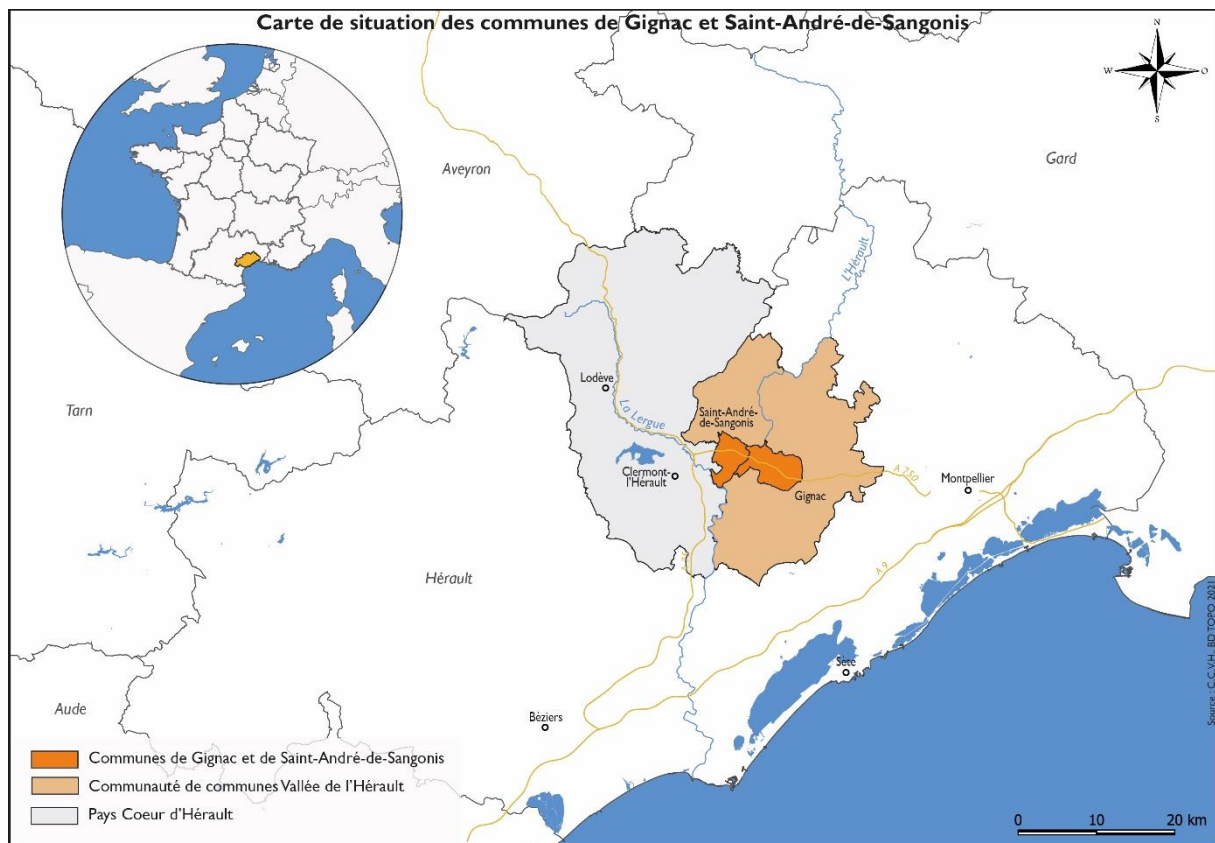 Carte de situation des communes de Gignac et Saint-André-de-Sangonis
N
W
O
S
Aveyron
Gard
L'Hérault
Lodève
Tarn
La Lergue
Saint-André-
de-Sangonis
Clermont-
l'Hérault
A 750
Montpellier
Gignac
Hérault
A 9
Sète
Aude
Béziers
Communes de Gignac et de Saint-André-de-Sangonis
Communauté de communes Vallée de l'Hérault
Pays Coeur d'Hérault
0 10 20 km
Source : C.C.V.H. BD TOPO 2021